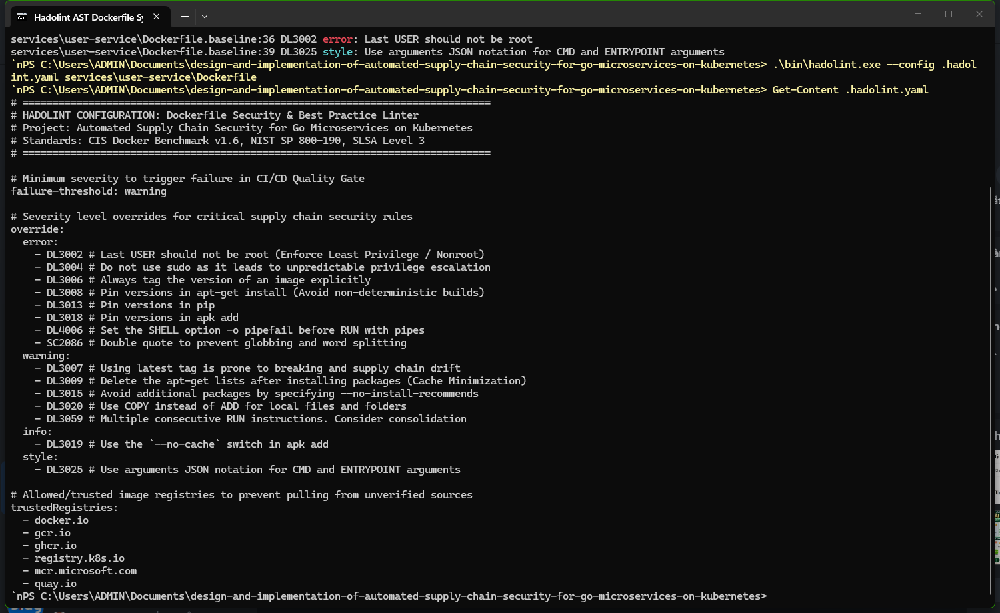 Hadolint AST Dockerfile Sy
services\user-service\Dockerfile.baseline:36 DL3002 error: Last USER should not be root
services\user-service\Dockerfile.baseline:39 DL3025 style: Use arguments JSON notation for CMD and ENTRYPOINT arguments
`nPS C:\Users\ADMIN\Documents\design-and-implementation-of-automated-supply-chain-security-for-go-microservices-on-kubernetes> .\bin\hadolint.exe --config .hadol
int.yaml services\user-service\Dockerfile
`nPS C:\Users\ADMIN\Documents\design-and-implementation-of-automated-supply-chain-security-for-go-microservices-on-kubernetes> Get-Content .hadolint.yaml
# ==============================================================================
# HADOLINT CONFIGURATION: Dockerfile Security & Best Practice Linter
# Project: Automated Supply Chain Security for Go Microservices on Kubernetes
# Standards: CIS Docker Benchmark v1.6, NIST SP 800-190, SLSA Level 3
# ==============================================================================
# Minimum severity to trigger failure in CI/CD Quality Gate
failure-threshold: warning
# Severity level overrides for critical supply chain security rules
override:
  error:
    - DL3002 # Last USER should not be root (Enforce Least Privilege / Nonroot)
    - DL3004 # Do not use sudo as it leads to unpredictable privilege escalation
    - DL3006 # Always tag the version of an image explicitly
    - DL3008 # Pin versions in apt-get install (Avoid non-deterministic builds)
    - DL3013 # Pin versions in pip
    - DL3018 # Pin versions in apk add
    - DL4006 # Set the SHELL option -o pipefail before RUN with pipes
    - SC2086 # Double quote to prevent globbing and word splitting
  warning:
    - DL3007 # Using latest tag is prone to breaking and supply chain drift
    - DL3009 # Delete the apt-get lists after installing packages (Cache Minimization)
    - DL3015 # Avoid additional packages by specifying --no-install-recommends
    - DL3020 # Use COPY instead of ADD for local files and folders
    - DL3059 # Multiple consecutive RUN instructions. Consider consolidation
  info:
    - DL3019 # Use the `--no-cache` switch in apk add
  style:
    - DL3025 # Use arguments JSON notation for CMD and ENTRYPOINT arguments
# Allowed/trusted image registries to prevent pulling from unverified sources
trustedRegistries:
  - docker.io
  - gcr.io
  - ghcr.io
  - registry.k8s.io
  - mcr.microsoft.com
  - quay.io
`nPS C:\Users\ADMIN\Documents\design-and-implementation-of-automated-supply-chain-security-for-go-microservices-on-kubernetes>